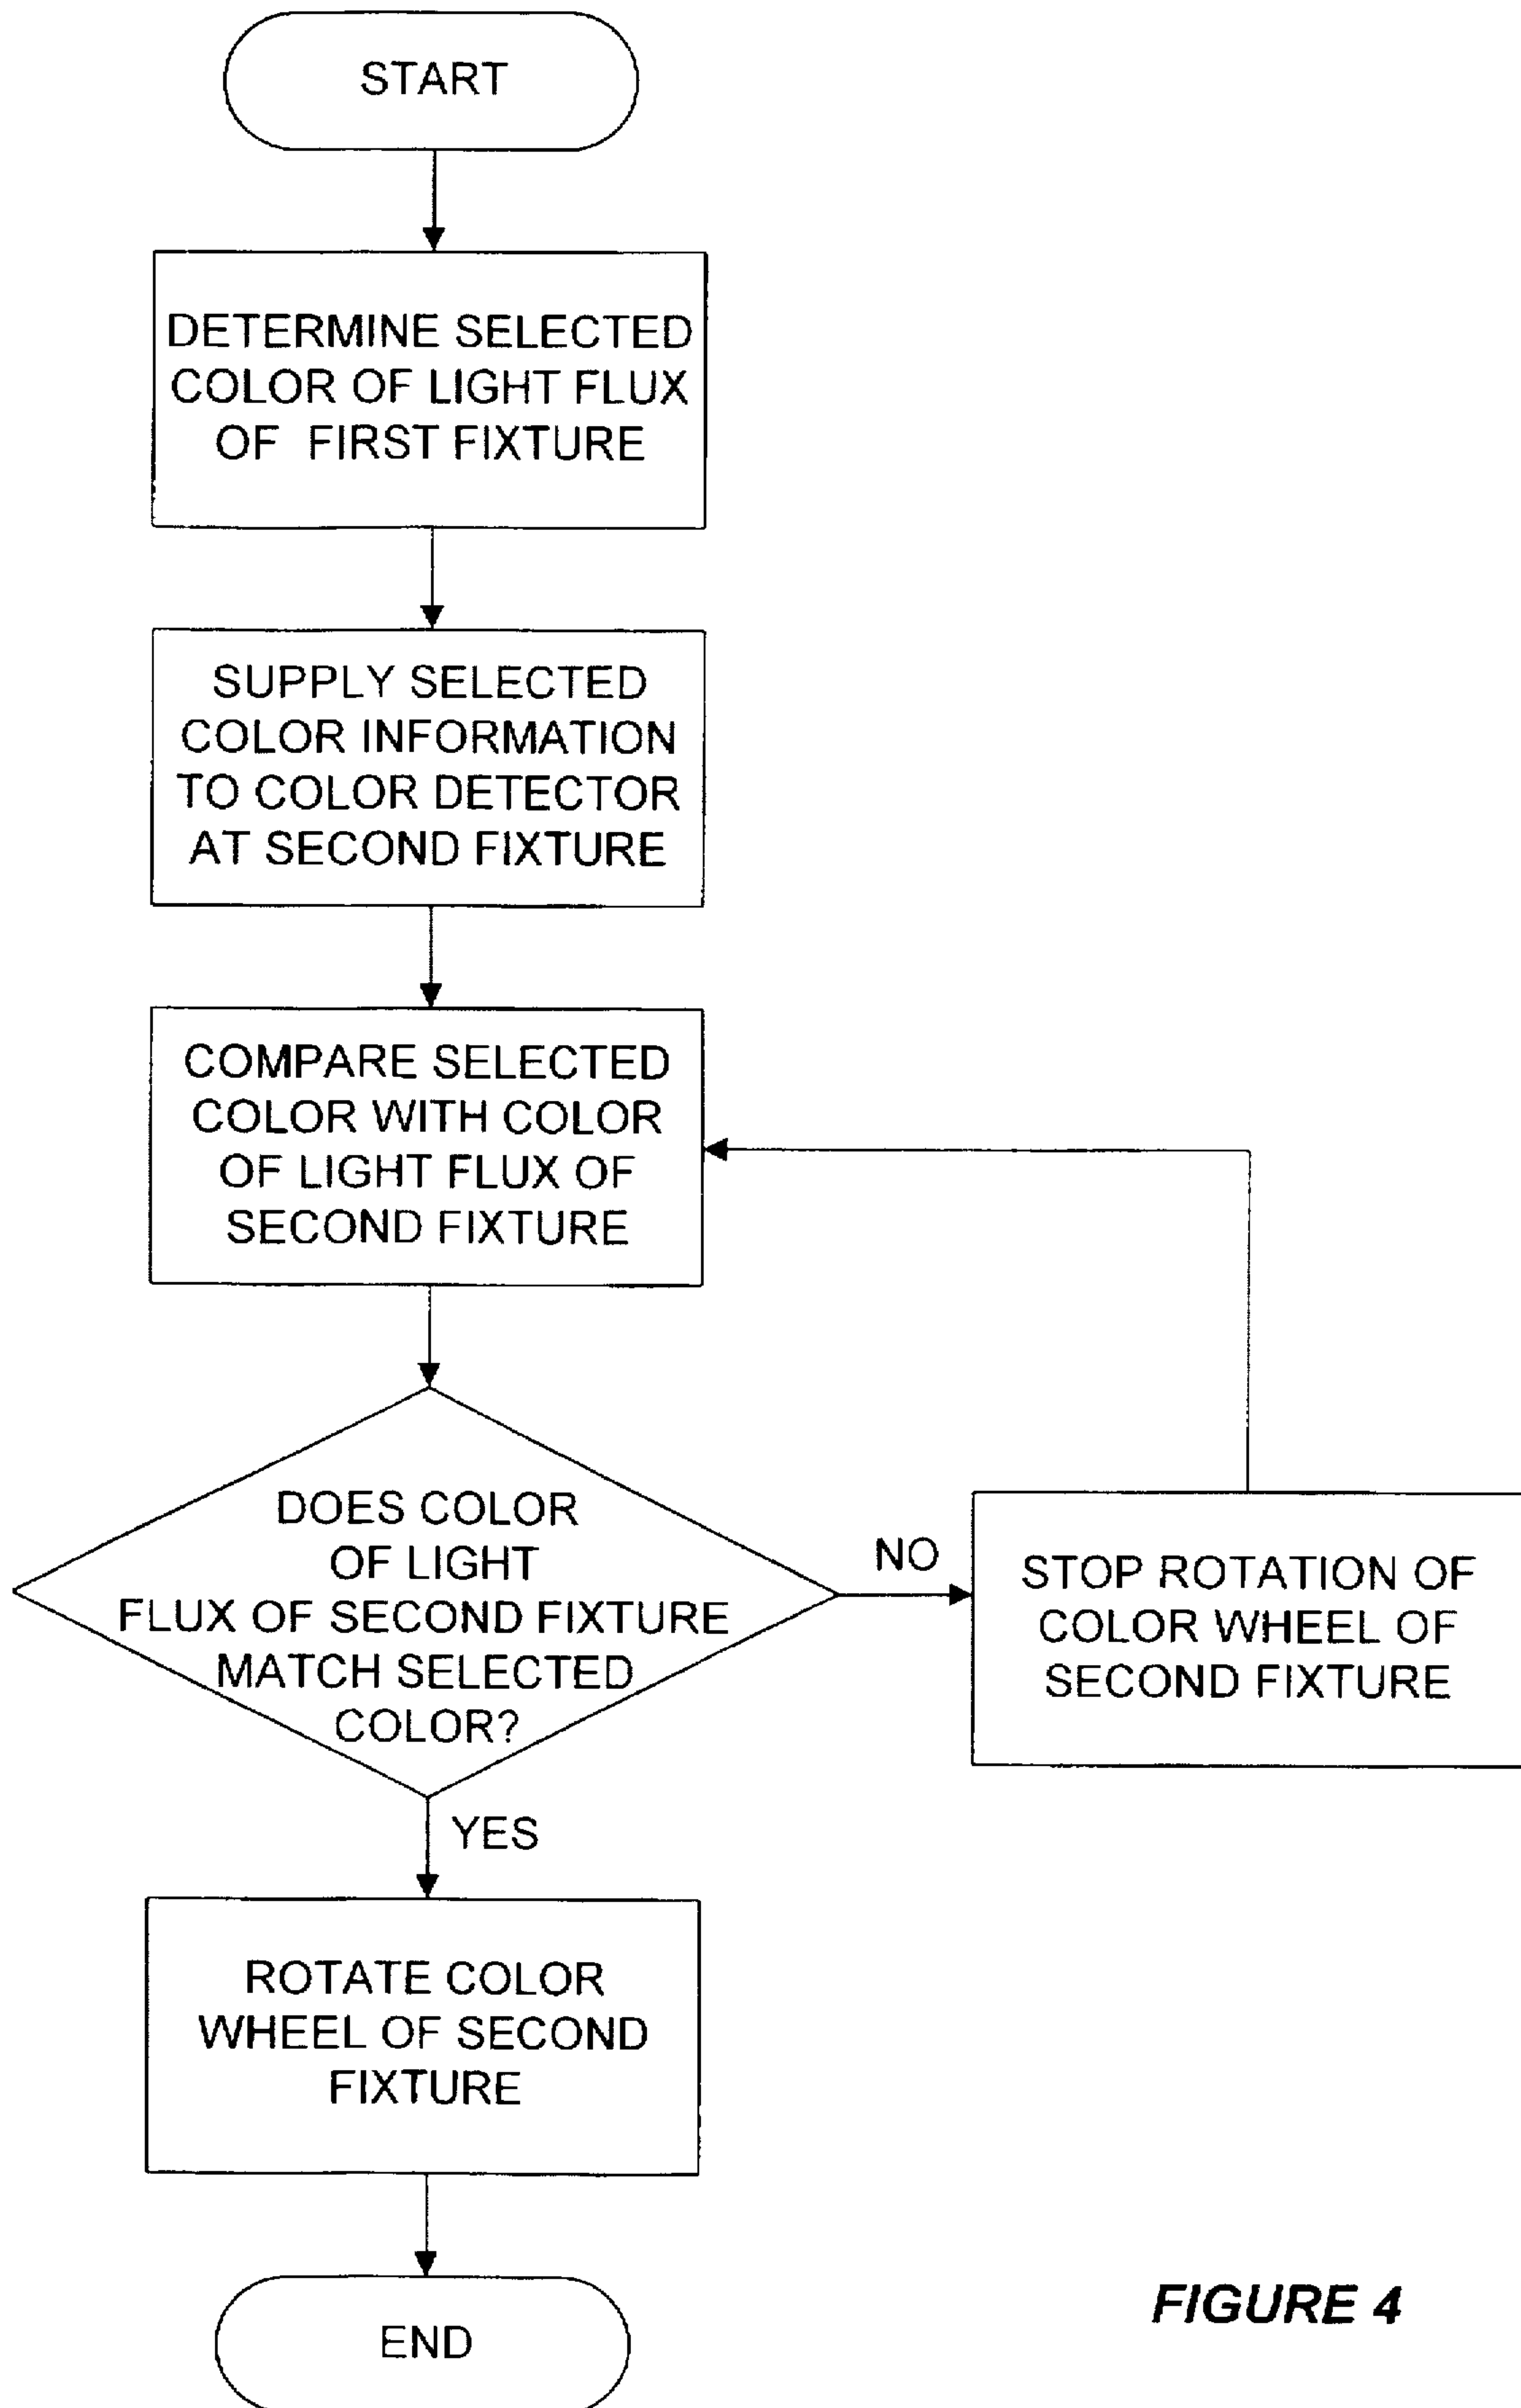 START
DETERMINE SELECTED
COLOR OF LIGHT FLUX
OF FIRST FIXTURE
SUPPLY SELECTED
COLOR INFORMATION
TO COLOR DETECTOR
AT SECOND FIXTURE
COMPARE SELECTED
COLOR WITH COLOR
OF LIGHT FLUX OF
SECOND FIXTURE
DOES COLOR
OF LIGHT
FLUX OF SECOND FIXTURE
MATCH SELECTED
COLOR?
NO
STOP ROTATION OF
COLOR WHEEL OF
SECOND FIXTURE
YES
ROTATE COLOR
WHEEL OF SECOND
FIXTURE
END
FIGURE 4